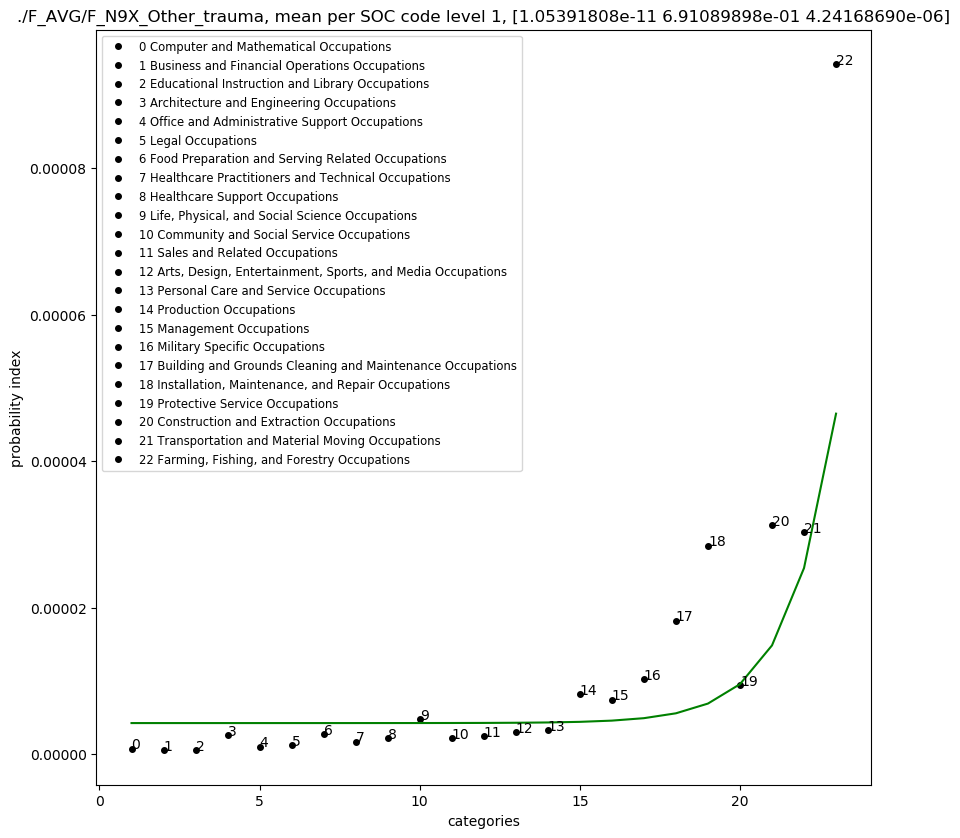 ./F_AVG/F_N9X_Other_trauma, mean per SOC code level 1, [1.05391808e-11 6.91089898e-01 4.24168690e-06]
0 Computer and Mathematical Occupations
1 Business and Financial Operations Occupations
2 Educational Instruction and Library Occupations
3 Architecture and Engineering Occupations
4 Office and Administrative Support Occupations
5 Legal Occupations
6 Food Preparation and Serving Related Occupations
7 Healthcare Practitioners and Technical Occupations
8 Healthcare Support Occupations
9 Life, Physical, and Social Science Occupations
10 Community and Social Service Occupations
11 Sales and Related Occupations
12 Arts, Design, Entertainment, Sports, and Media Occupations
13 Personal Care and Service Occupations
14 Production Occupations
15 Management Occupations
16 Military Specific Occupations
17 Building and Grounds Cleaning and Maintenance Occupations
18 Installation, Maintenance, and Repair Occupations
19 Protective Service Occupations
20 Construction and Extraction Occupations
21 Transportation and Material Moving Occupations
22 Farming, Fishing, and Forestry Occupations
probability index
0.00008
0.00006
0.00004
0.00002
0.00000
0
1
2
3
4
5
6
7
8
9
10
11
12
13
14
15
16
17
18
19
20
21
22
0 5 10 15 20
categories